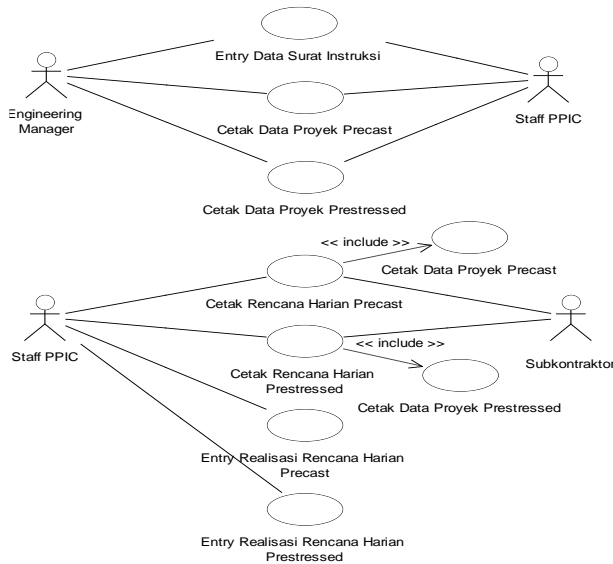 Entry Data Surat Instruksi
Engineering
Manager
Staff PPIC
Cetak Data Proyek Precast
Cetak Data Proyek Prestressed
<< include >>
Cetak Data Proyek Precast
Cetak Rencana Harian Precast
Staff PPIC
<< include >>
Subkontraktor
Cetak Rencana Harian
Prestressed
Cetak Data Proyek Prestressed
Entry Realisasi Rencana Harian
Precast
Entry Realisasi Rencana Harian
Prestressed